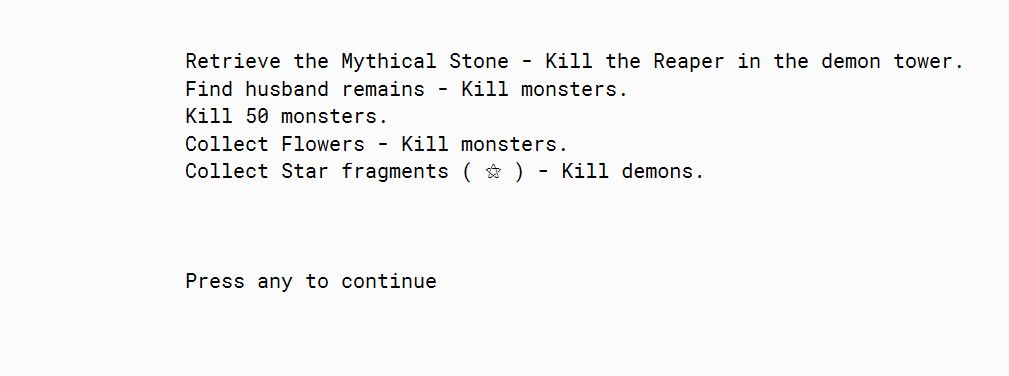 Retrieve the Mythical Stone - Kill the Reaper in the demon tower.
Find husband remains - Kill monsters.
Kill 50 monsters.
Collect Flowers - Kill monsters.
Collect Star fragments ( ⚝ ) - Kill demons.
Press any to continue